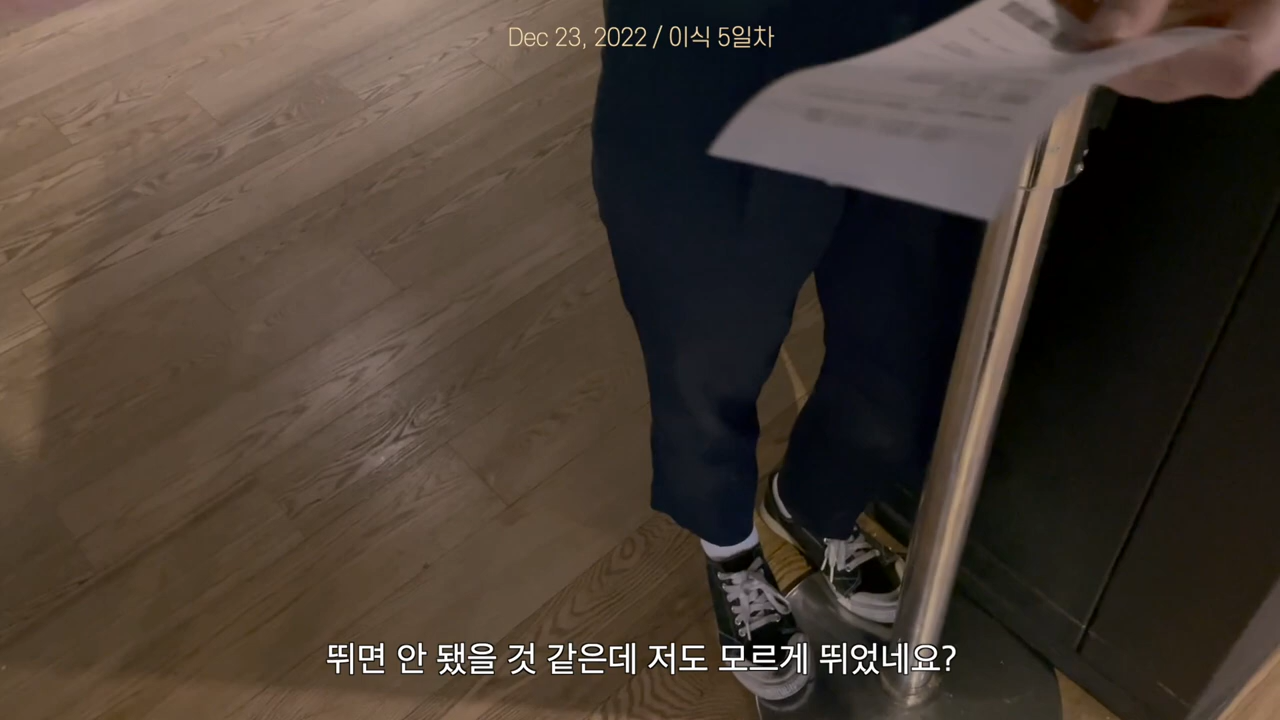 Dec 23, 2022 / 이식 5일차
뛰면 안 됐을 것 같은데 저도 모르게 뛰었네요?